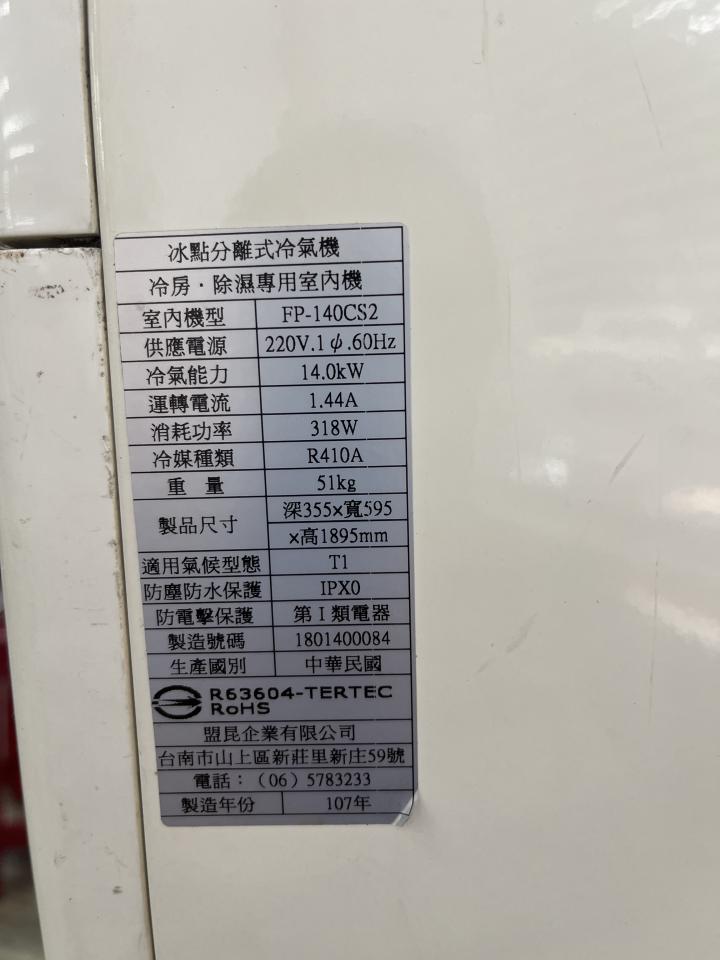 冰點分離式冷氣機
冷房·除濕專用室內機
室內機型 FP-140CS2
供應電源 220V.1φ.60Hz
冷氣能力 14.0kW
運轉電流 1.44A
消耗功率 318W
冷媒種類 R410A
重量 51kg
製品尺寸 深355×寬595
×高1895mm
適用氣候型態 T1
防塵防水保護 IPX0
防電擊保護 第I類電器
製造號碼 1801400084
生產國別 中華民國
R63604-TERTEC
RoHS
盟昆企業有限公司
台南市山上區新莊里新庄59號
電話：（06）5783233
製造年份 107年